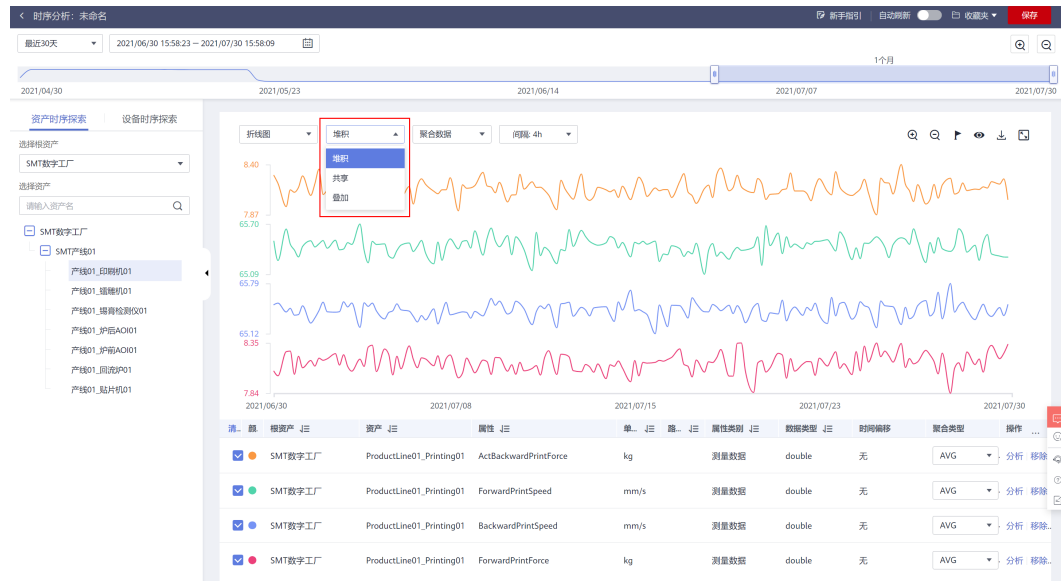 时序分析：未命名
新手指引
自动刷新
收藏夹
保存
最近30天
2021/06/30 15:58:23 ~ 2021/07/30 15:58:09
1个月
2021/04/30 2021/05/23 2021/06/14 2021/07/07 2021/07/30
资产时序探索 设备时序探索
选择根资产
SMT数字工厂
选择资产
请输入资产名
SMT数字工厂
SMT产线01
产线01_印刷机01
产线01_镭雕机01
产线01_锡膏检测仪01
产线01_炉后AOI01
产线01_炉前AOI01
产线01_回流炉01
产线01_贴片机01
折线图 堆积 聚合数据 间隔: 4h
堆积
共享
叠加
8.40
7.87
65.70
65.09
65.79
65.12
8.35
7.84
2021/06/30 2021/07/08 2021/07/15 2021/07/23 2021/07/30
清... 颜... 根资产 资产 属性 单... 路... 属性类别 数据类型 时间偏移 聚合类型 操作 ...
SMT数字工厂 ProductLine01_Printing01 ActBackwardPrintForce kg 测量数据 double 无 AVG 分析 移除
SMT数字工厂 ProductLine01_Printing01 ForwardPrintSpeed mm/s 测量数据 double 无 AVG 分析 移除
SMT数字工厂 ProductLine01_Printing01 BackwardPrintSpeed mm/s 测量数据 double 无 AVG 分析 移除...
SMT数字工厂 ProductLine01_Printing01 ForwardPrintForce kg 测量数据 double 无 AVG 分析 移除...